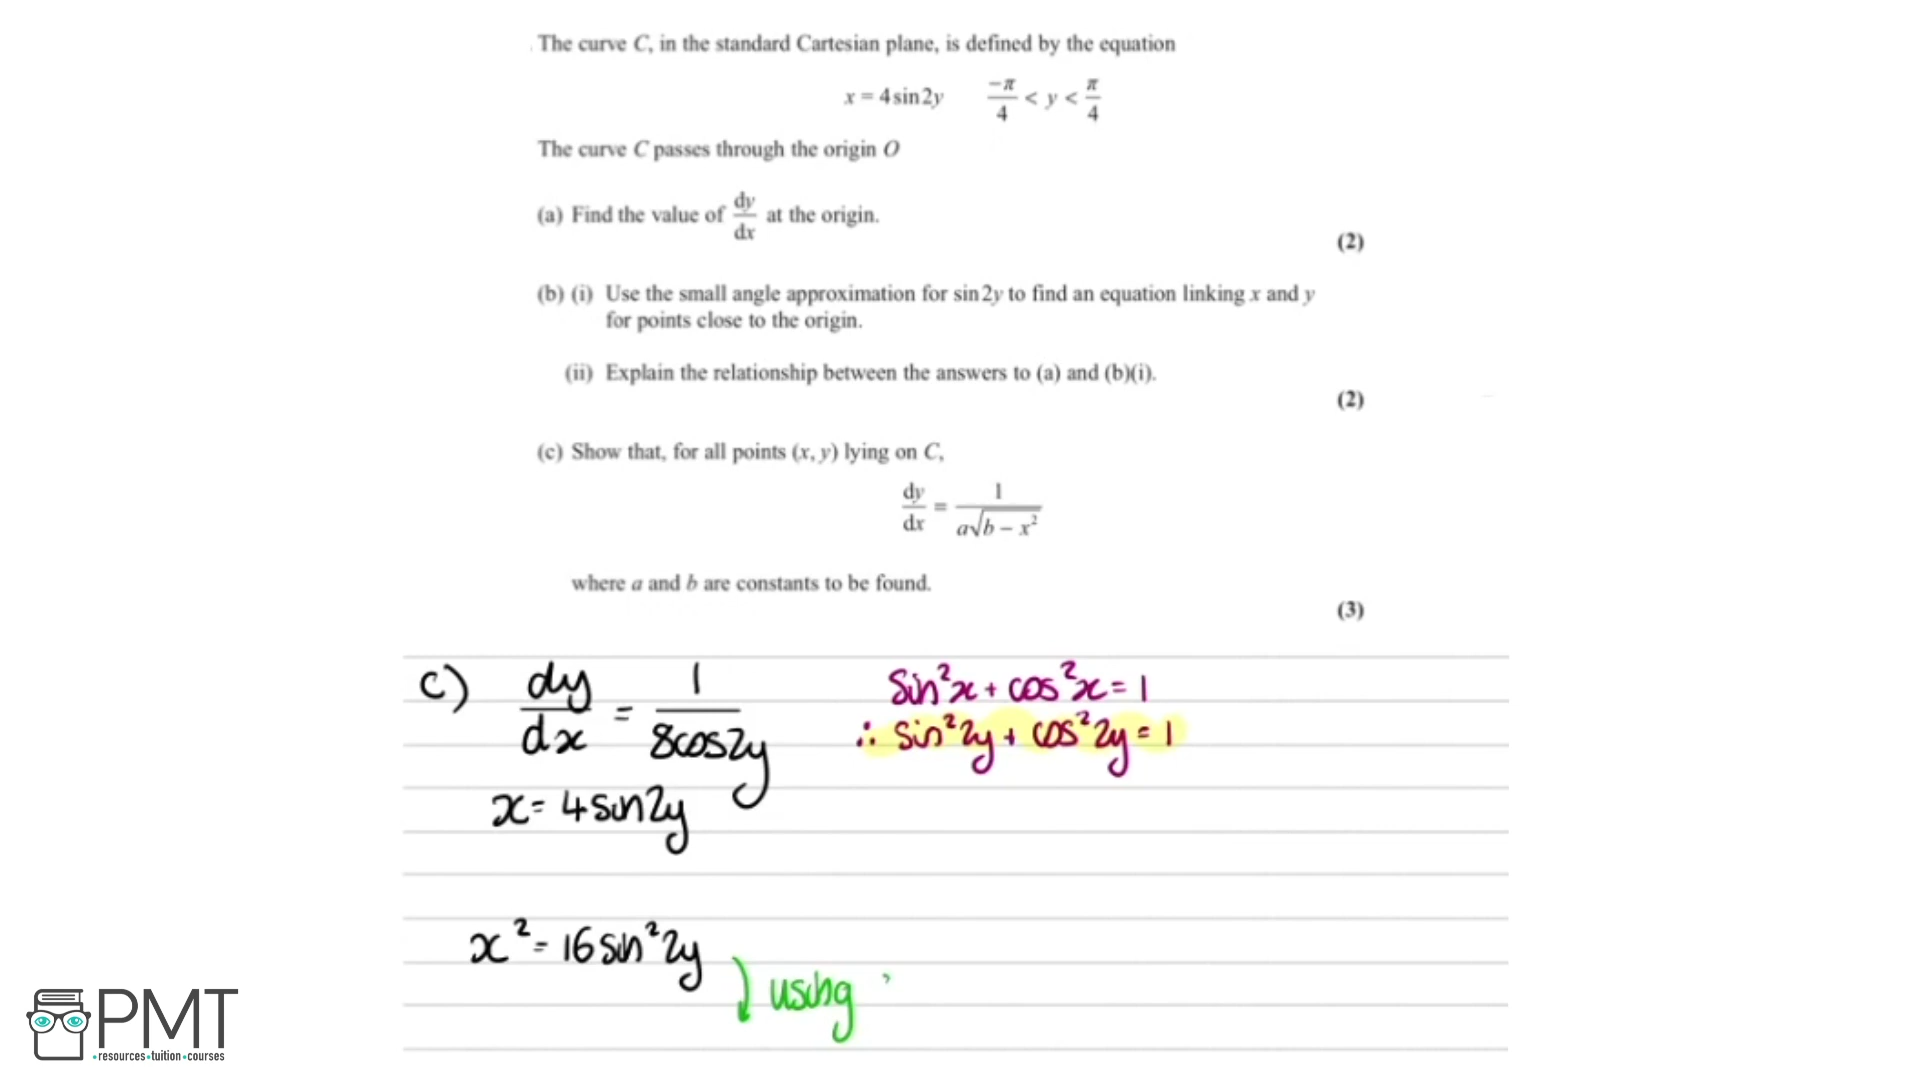 The curve C, in the standard Cartesian plane, is defined by the equation
x = 4 sin 2y    −π/4 < y < π/4
The curve C passes through the origin O
(a) Find the value of dy/dx at the origin.
(2)
(b) (i) Use the small angle approximation for sin 2y to find an equation linking x and y
for points close to the origin.
(ii) Explain the relationship between the answers to (a) and (b)(i).
(2)
(c) Show that, for all points (x, y) lying on C,
dy/dx = 1/(a√(b − x²))
where a and b are constants to be found.
(3)
c) dy/dx = 1/(8cos2y)
sin²x + cos²x = 1
∴ sin²2y + cos²2y = 1
x = 4sin2y
x² = 16sin²2y
using
PMT
•resources•tuition•courses